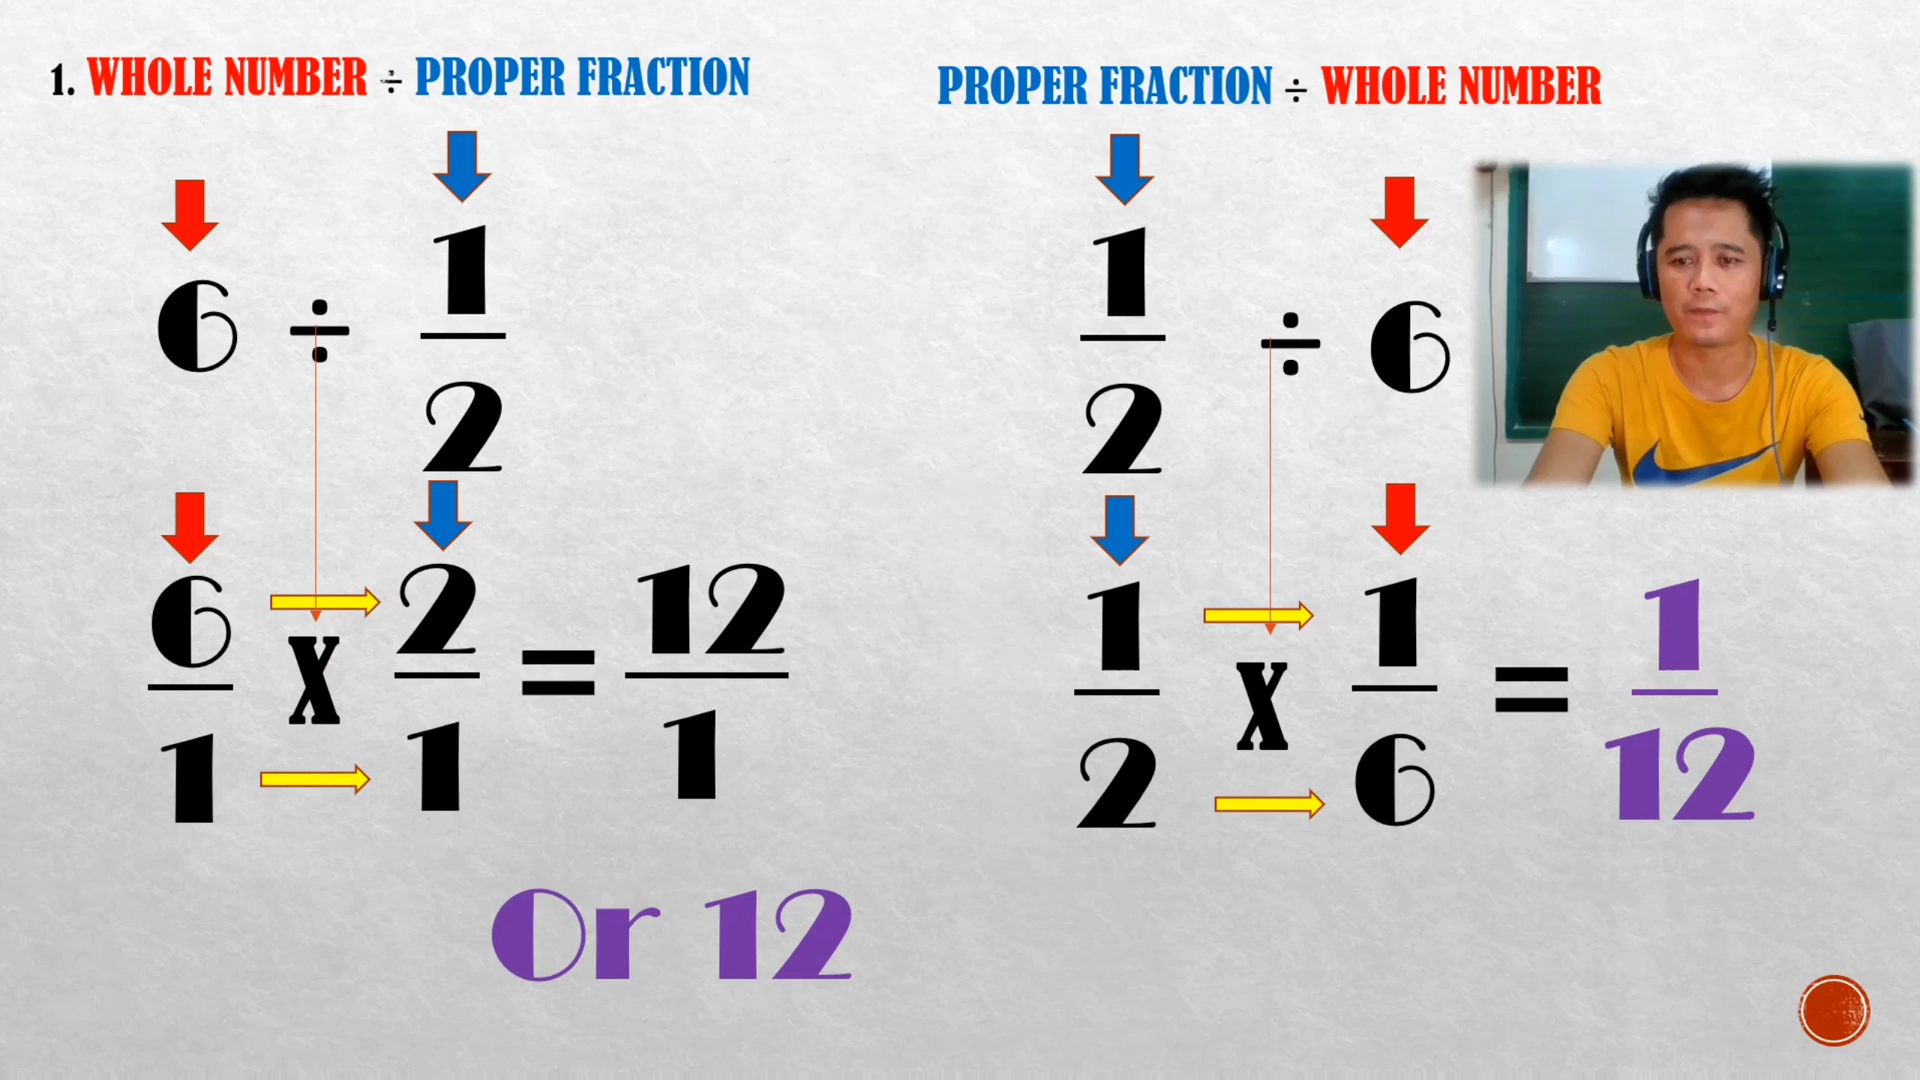 1. WHOLE NUMBER ÷ PROPER FRACTION
6 ÷ 1/2
6/1 X 2/1 = 12/1
Or 12
PROPER FRACTION ÷ WHOLE NUMBER
1/2 ÷ 6
1/2 X 1/6 = 1/12